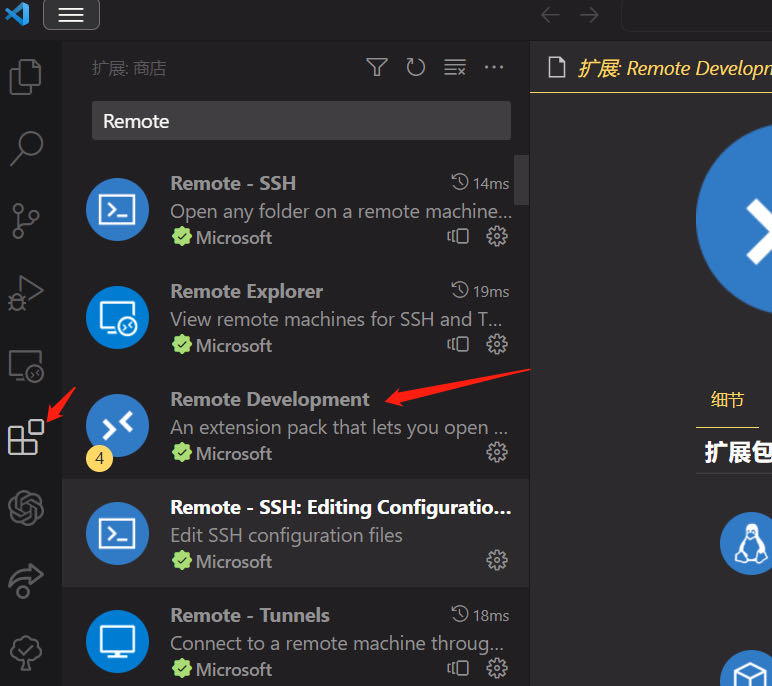 扩展: 商店
扩展: Remote Developm
Remote
Remote - SSH
14ms
Open any folder on a remote machine...
Microsoft
Remote Explorer
19ms
View remote machines for SSH and T...
Microsoft
Remote Development
An extension pack that lets you open ...
4
Microsoft
Remote - SSH: Editing Configuratio...
Edit SSH configuration files
Microsoft
Remote - Tunnels
18ms
Connect to a remote machine throug...
Microsoft
细节
扩展包